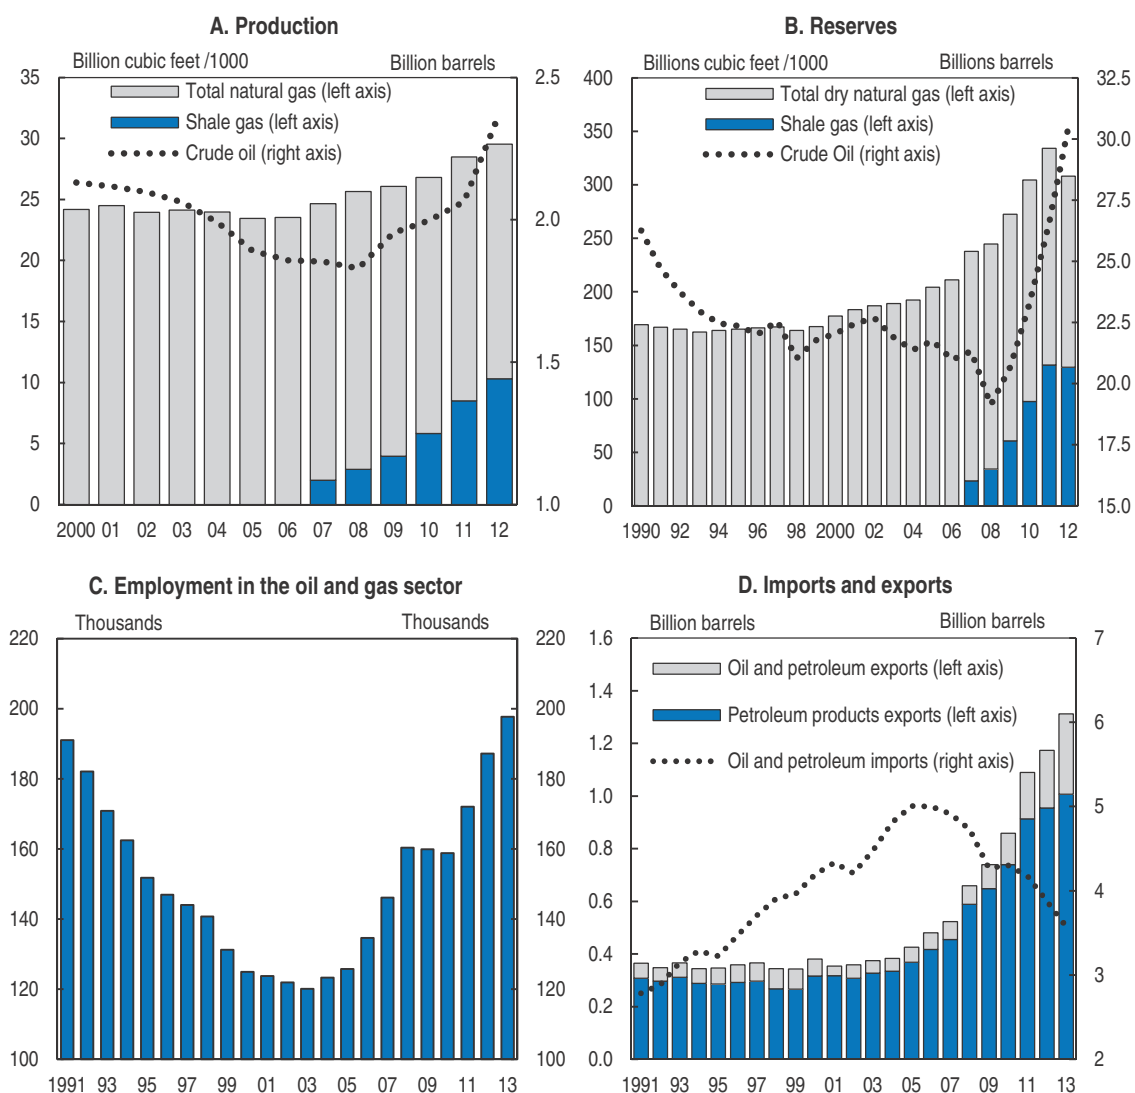 A. Production
Billion cubic feet /1000 Billion barrels
35 2.5
Total natural gas (left axis)
30
Shale gas (left axis)
Crude oil (right axis)
25
2.0
20
15
1.5
10
5
0 1.0
2000 01 02 03 04 05 06 07 08 09 10 11 12
B. Reserves
Billions cubic feet /1000 Billions barrels
400 32.5
Total dry natural gas (left axis)
350
Shale gas (left axis)
30.0
Crude Oil (right axis)
300
27.5
250
25.0
200
22.5
150
20.0
100
17.5
50
0 15.0
1990 92 94 96 98 2000 02 04 06 08 10 12
C. Employment in the oil and gas sector
Thousands Thousands
220 220
200 200
180 180
160 160
140 140
120 120
100 100
1991 93 95 97 99 01 03 05 07 09 11 13
D. Imports and exports
Billion barrels Billion barrels
1.6 7
Oil and petroleum exports (left axis)
1.4
Petroleum products exports (left axis)
6
1.2
Oil and petroleum imports (right axis)
1.0
5
0.8
4
0.6
0.4
3
0.2
0.0 2
1991 93 95 97 99 01 03 05 07 09 11 13